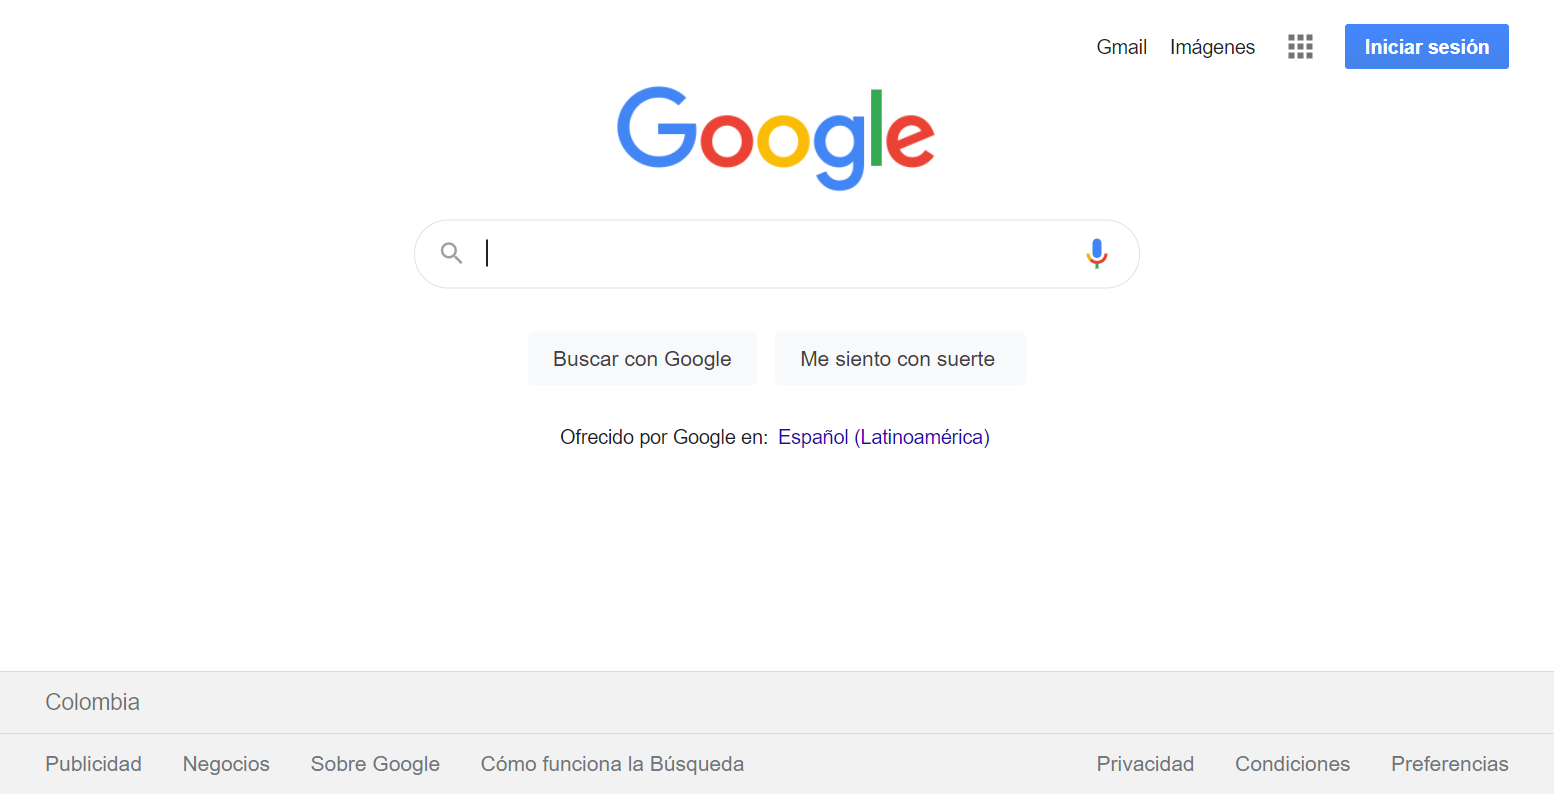 Gmail Imágenes Iniciar sesión
Google
Buscar con Google Me siento con suerte
Ofrecido por Google en: Español (Latinoamérica)
Colombia
Publicidad Negocios Sobre Google Cómo funciona la Búsqueda Privacidad Condiciones Preferencias